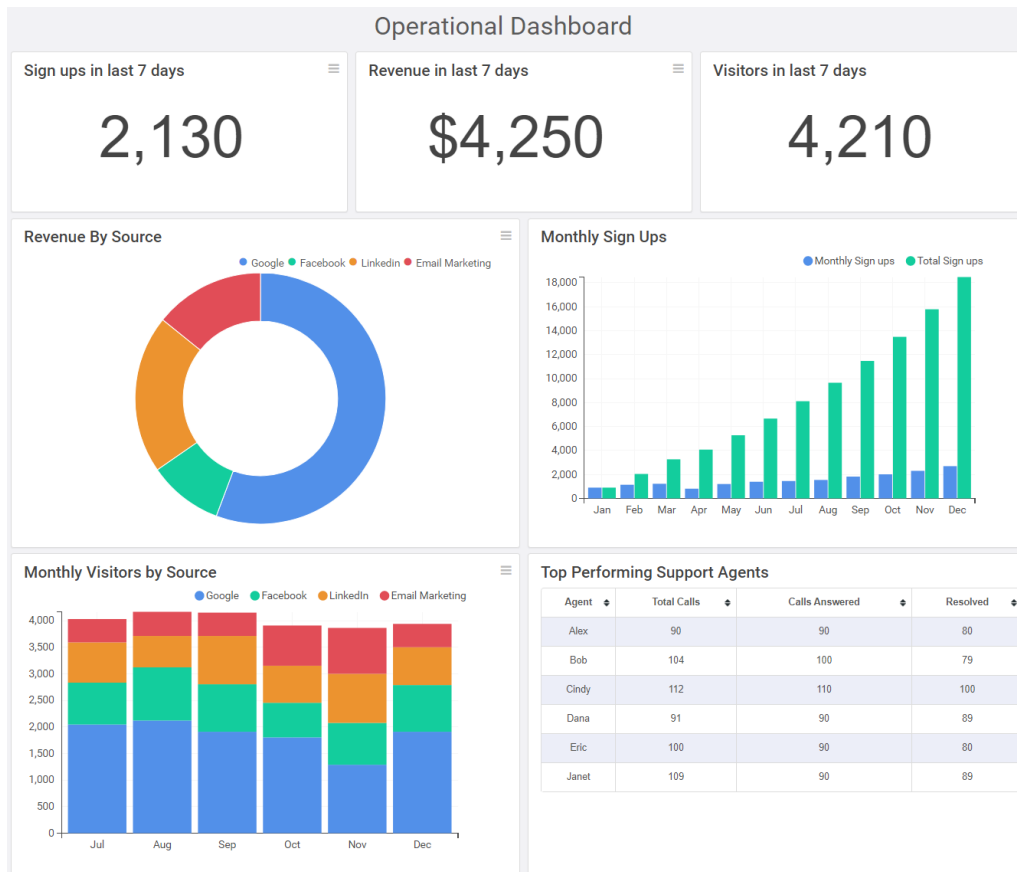 Operational Dashboard
Sign ups in last 7 days
2,130
Revenue in last 7 days
$4,250
Visitors in last 7 days
4,210
Revenue By Source
Google Facebook Linkedin Email Marketing
Monthly Sign Ups
Monthly Sign ups Total Sign ups
18,000
16,000
14,000
12,000
10,000
8,000
6,000
4,000
2,000
0
Jan Feb Mar Apr May Jun Jul Aug Sep Oct Nov Dec
Monthly Visitors by Source
Google Facebook LinkedIn Email Marketing
4,000
3,500
3,000
2,500
2,000
1,500
1,000
500
0
Jul Aug Sep Oct Nov Dec
Top Performing Support Agents
Agent Total Calls Calls Answered Resolved
Alex 90 90 80
Bob 104 100 79
Cindy 112 110 100
Dana 91 90 89
Eric 100 90 80
Janet 109 90 89